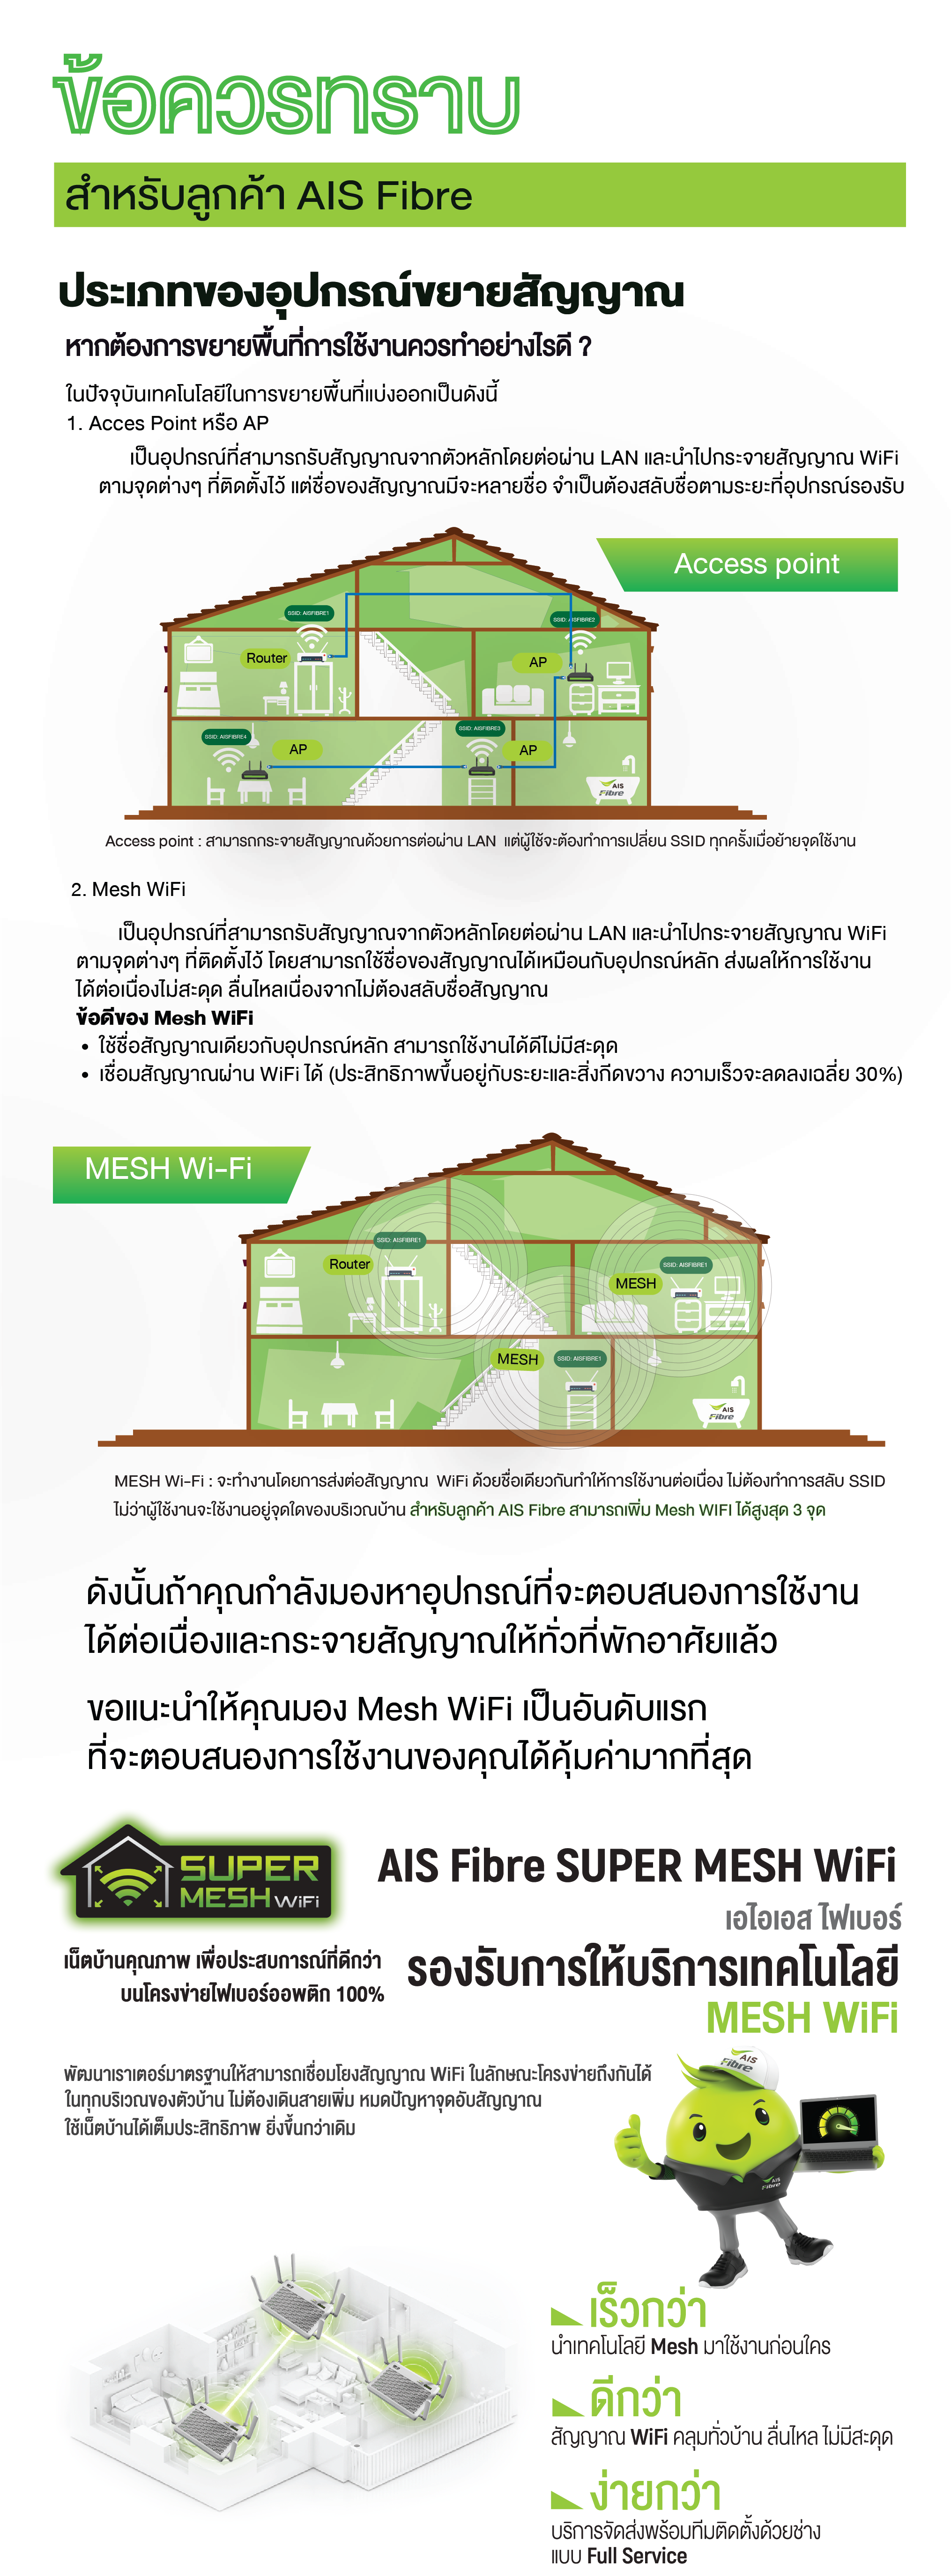 ข้อควรทราบ
สำหรับลูกค้า AIS Fibre
ประเภทของอุปกรณ์ขยายสัญญาณ
หากต้องการขยายพื้นที่การใช้งานควรทำอย่างไรดี ?
ในปัจจุบันเทคโนโลยีในการขยายพื้นที่แบ่งออกเป็นดังนี้
1. Acces Point หรือ AP
เป็นอุปกรณ์ที่สามารถรับสัญญาณจากตัวหลักโดยต่อผ่าน LAN และนำไปกระจายสัญญาณ WiFi
ตามจุดต่างๆ ที่ติดตั้งไว้ แต่ชื่อของสัญญาณมีจะหลายชื่อ จำเป็นต้องสลับชื่อตามระยะที่อุปกรณ์รองรับ
Access point
SSID: AISFIBRE1
SSID: AISFIBRE2
Router
AP
SSID: AISFIBRE4
SSID: AISFIBRE3
AP
AP
AIS
Fibre
Access point : สามารถกระจายสัญญาณด้วยการต่อผ่าน LAN แต่ผู้ใช้จะต้องทำการเปลี่ยน SSID ทุกครั้งเมื่อย้ายจุดใช้งาน
2. Mesh WiFi
เป็นอุปกรณ์ที่สามารถรับสัญญาณจากตัวหลักโดยต่อผ่าน LAN และนำไปกระจายสัญญาณ WiFi
ตามจุดต่างๆ ที่ติดตั้งไว้ โดยสามารถใช้ชื่อของสัญญาณได้เหมือนกับอุปกรณ์หลัก ส่งผลให้การใช้งาน
ได้ต่อเนื่องไม่สะดุด ลื่นไหลเนื่องจากไม่ต้องสลับชื่อสัญญาณ
ข้อดีของ Mesh WiFi
• ใช้ชื่อสัญญาณเดียวกับอุปกรณ์หลัก สามารถใช้งานได้ดีไม่มีสะดุด
• เชื่อมสัญญาณผ่าน WiFi ได้ (ประสิทธิภาพขึ้นอยู่กับระยะและสิ่งกีดขวาง ความเร็วจะลดลงเฉลี่ย 30%)
MESH Wi-Fi
SSID: AISFIBRE1
Router
SSID: AISFIBRE1
MESH
MESH
SSID: AISFIBRE1
AIS
Fibre
MESH Wi-Fi : จะทำงานโดยการส่งต่อสัญญาณ WiFi ด้วยชื่อเดียวกันทำให้การใช้งานต่อเนื่อง ไม่ต้องทำการสลับ SSID
ไม่ว่าผู้ใช้งานจะใช้งานอยู่จุดใดของบริเวณบ้าน สำหรับลูกค้า AIS Fibre สามารถเพิ่ม Mesh WIFI ได้สูงสุด 3 จุด
ดังนั้นถ้าคุณกำลังมองหาอุปกรณ์ที่จะตอบสนองการใช้งาน
ได้ต่อเนื่องและกระจายสัญญาณให้ทั่วที่พักอาศัยแล้ว
ขอแนะนำให้คุณมอง Mesh WiFi เป็นอันดับแรก
ที่จะตอบสนองการใช้งานของคุณได้คุ้มค่ามากที่สุด
SUPER
MESH WiFi
เน็ตบ้านคุณภาพ เพื่อประสบการณ์ที่ดีกว่า
บนโครงข่ายไฟเบอร์ออพติก 100%
AIS Fibre SUPER MESH WiFi
เอไอเอส ไฟเบอร์
รองรับการให้บริการเทคโนโลยี
MESH WiFi
พัฒนาเราเตอร์มาตรฐานให้สามารถเชื่อมโยงสัญญาณ WiFi ในลักษณะโครงข่ายถึงกันได้
ในทุกบริเวณของตัวบ้าน ไม่ต้องเดินสายเพิ่ม หมดปัญหาจุดอับสัญญาณ
ใช้เน็ตบ้านได้เต็มประสิทธิภาพ ยิ่งขึ้นกว่าเดิม
AIS
Fibre
AIS
Fibre
เร็วกว่า
นำเทคโนโลยี Mesh มาใช้งานก่อนใคร
ดีกว่า
สัญญาณ WiFi คลุมทั่วบ้าน ลื่นไหล ไม่มีสะดุด
ง่ายกว่า
บริการจัดส่งพร้อมทีมติดตั้งด้วยช่าง
แบบ Full Service